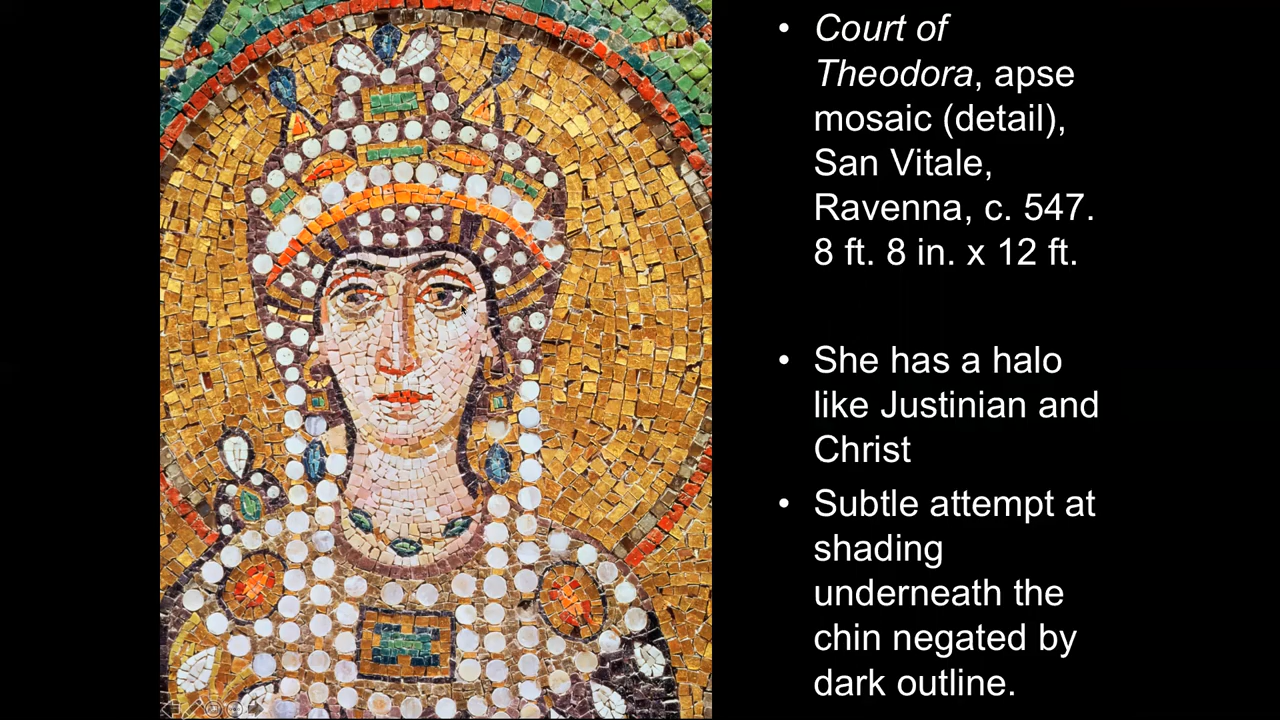 • Court of
Theodora, apse
mosaic (detail),
San Vitale,
Ravenna, c. 547.
8 ft. 8 in. x 12 ft.
• She has a halo
like Justinian and
Christ
• Subtle attempt at
shading
underneath the
chin negated by
dark outline.